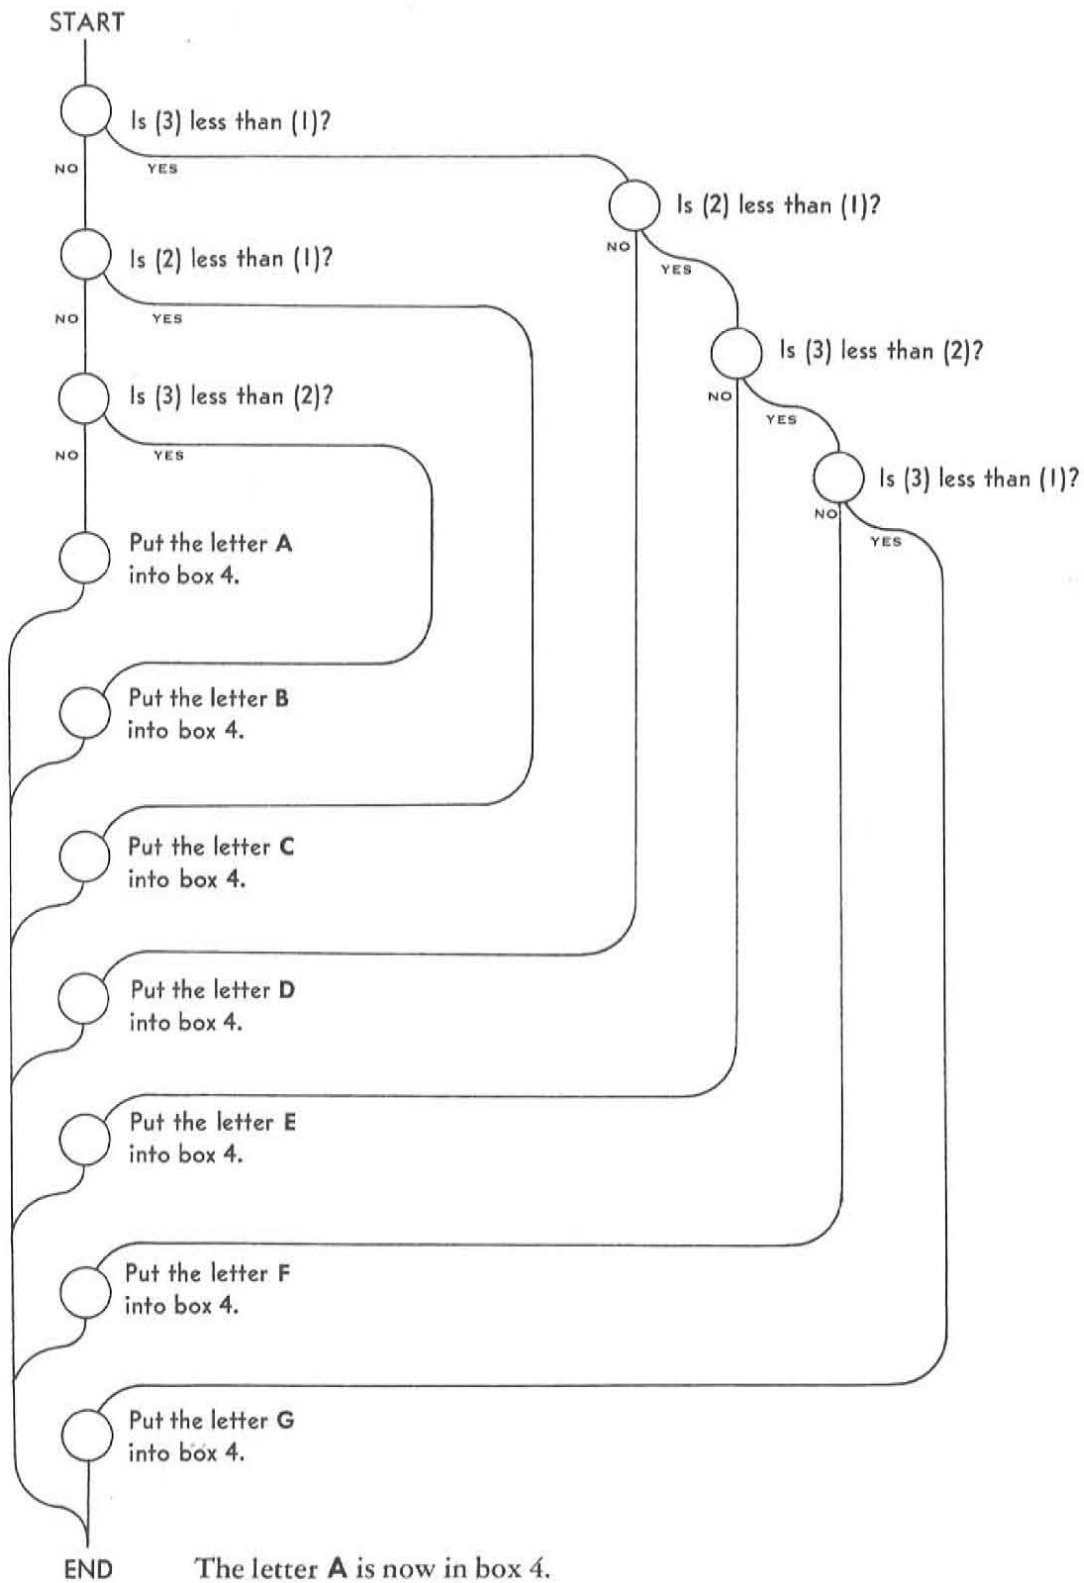 START
Is (3) less than (1)?
NO
YES
Is (2) less than (1)?
NO
YES
Is (2) less than (1)?
NO
YES
Is (3) less than (2)?
NO
YES
Is (3) less than (2)?
NO
YES
Is (3) less than (1)?
NO
YES
Put the letter A
into box 4.
Put the letter B
into box 4.
Put the letter C
into box 4.
Put the letter D
into box 4.
Put the letter E
into box 4.
Put the letter F
into box 4.
Put the letter G
into box 4.
END
The letter A is now in box 4.